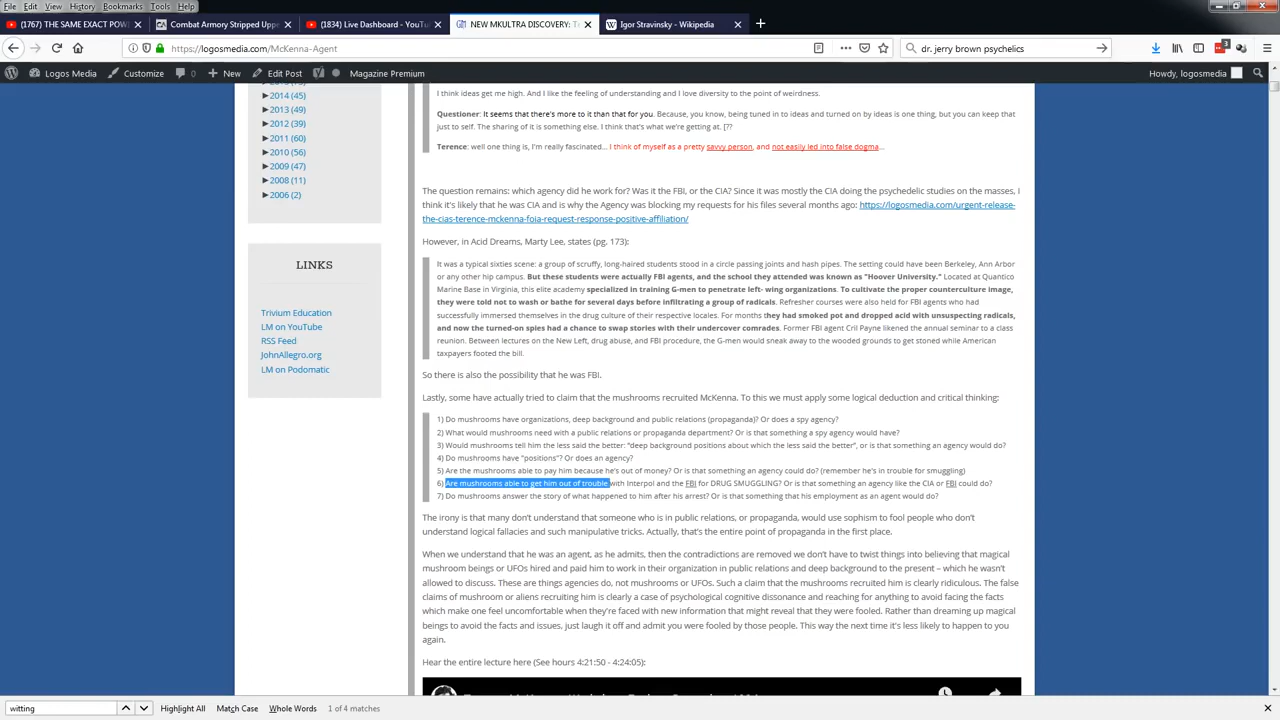 File Edit View History Bookmarks Tools Help
(1767) THE SAME EXACT POW
Combat Armory Stripped Uppe
(1834) Live Dashboard - YouTu
NEW MKULTRA DISCOVERY: Te
Igor Stravinsky - Wikipedia
https://logosmedia.com/McKenna-Agent
dr. jerry brown psychelics
3
Logos Media Customize 0 New Edit Post Magazine Premium Howdy, logosmedia
I think ideas get me high. And I like the feeling of understanding and I love diversity to the point of weirdness.
Questioner: It seems that there's more to it than that for you. Because, you know, being tuned in to ideas and turned on by ideas is one thing, but you can keep that
just to self. The sharing of it is something else. I think that's what we're getting at. [??
Terence: well one thing is, I'm really fascinated... I think of myself as a pretty savvy person, and not easily led into false dogma...
2014 (45)
2013 (49)
2012 (39)
2011 (60)
2010 (56)
2009 (47)
2008 (11)
2006 (2)
LINKS
Trivium Education
LM on YouTube
RSS Feed
JohnAllegro.org
LM on Podomatic
The question remains: which agency did he work for? Was it the FBI, or the CIA? Since it was mostly the CIA doing the psychedelic studies on the masses, I
think it's likely that he was CIA and is why the Agency was blocking my requests for his files several months ago: https://logosmedia.com/urgent-release-
the-cias-terence-mckenna-foia-request-response-positive-affiliation/
However, in Acid Dreams, Marty Lee, states (pg. 173):
It was a typical sixties scene: a group of scruffy, long-haired students stood in a circle passing joints and hash pipes. The setting could have been Berkeley, Ann Arbor
or any other hip campus. But these students were actually FBI agents, and the school they attended was known as "Hoover University." Located at Quantico
Marine Base in Virginia, this elite academy specialized in training G-men to penetrate left- wing organizations. To cultivate the proper counterculture image,
they were told not to wash or bathe for several days before infiltrating a group of radicals. Refresher courses were also held for FBI agents who had
successfully immersed themselves in the drug culture of their respective locales. For months they had smoked pot and dropped acid with unsuspecting radicals,
and now the turned-on spies had a chance to swap stories with their undercover comrades. Former FBI agent Cril Payne likened the annual seminar to a class
reunion. Between lectures on the New Left, drug abuse, and FBI procedure, the G-men would sneak away to the wooded grounds to get stoned while American
taxpayers footed the bill.
So there is also the possibility that he was FBI.
Lastly, some have actually tried to claim that the mushrooms recruited McKenna. To this we must apply some logical deduction and critical thinking:
1) Do mushrooms have organizations, deep background and public relations (propaganda)? Or does a spy agency?
2) What would mushrooms need with a public relations or propaganda department? Or is that something a spy agency would have?
3) Would mushrooms tell him the less said the better: "deep background positions about which the less said the better", or is that something an agency would do?
4) Do mushrooms have "positions"? Or does an agency?
5) Are the mushrooms able to pay him because he's out of money? Or is that something an agency could do? (remember he's in trouble for smuggling)
6) Are mushrooms able to get him out of trouble with Interpol and the FBI for DRUG SMUGGLING? Or is that something an agency like the CIA or FBI could do?
7) Do mushrooms answer the story of what happened to him after his arrest? Or is that something that his employment as an agent would do?
The irony is that many don't understand that someone who is in public relations, or propaganda, would use sophism to fool people who don't
understand logical fallacies and such manipulative tricks. Actually, that's the entire point of propaganda in the first place.
When we understand that he was an agent, as he admits, then the contradictions are removed we don't have to twist things into believing that magical
mushroom beings or UFOs hired and paid him to work in their organization in public relations and deep background to the present – which he wasn't
allowed to discuss. These are things agencies do, not mushrooms or UFOs. Such a claim that the mushrooms recruited him is clearly ridiculous. The false
claims of mushroom or aliens recruiting him is clearly a case of psychological cognitive dissonance and reaching for anything to avoid facing the facts
which make one feel uncomfortable when they're faced with new information that might reveal that they were fooled. Rather than dreaming up magical
beings to avoid the facts and issues, just laugh it off and admit you were fooled by those people. This way the next time it's less likely to happen to you
again.
Hear the entire lecture here (See hours 4:21:50 - 4:24:05):
witting
Highlight All Match Case Whole Words 1 of 4 matches